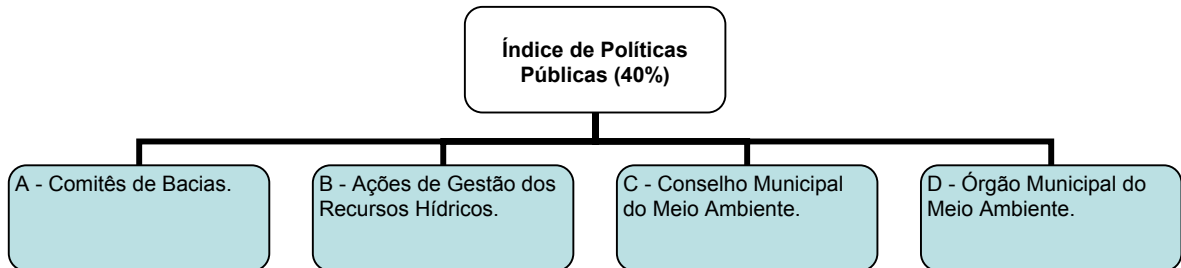 Índice de Políticas
Públicas (40%)
A - Comitês de Bacias.
B - Ações de Gestão dos
Recursos Hídricos.
C - Conselho Municipal
do Meio Ambiente.
D - Órgão Municipal do
Meio Ambiente.